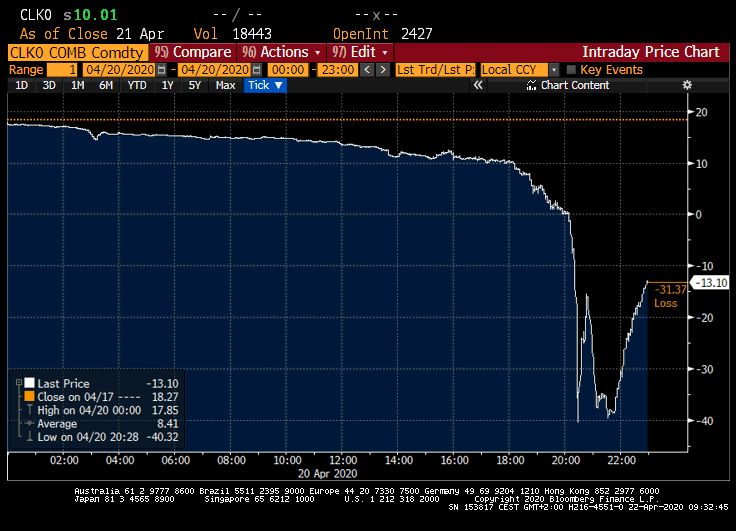 CLK0 s10.01 -- / -- --x--
As of Close 21 Apr Vol 18443 OpenInt 2427
CLK0 COMB Comdty 95) Compare 96) Actions 97) Edit Intraday Price Chart
Range 1 04/20/2020 - 04/20/2020 00:00 - 23:00 < > Lst Trd/Lst P Local CCY Key Events
1D 3D 1M 6M YTD 1Y 5Y Max Tick ▼ « Chart Content
20
10
0
-10
-13.10
-31.37
Loss
-20
-30
-40
Last Price -13.10
Close on 04/17 ---- 18.27
High on 04/20 00:00 17.85
Average 8.41
Low on 04/20 20:28 -40.32
02:00 04:00 06:00 08:00 10:00 12:00 14:00 16:00 18:00 20:00 22:00
20 Apr 2020
Australia 61 2 9777 8600 Brazil 5511 2395 9000 Europe 44 20 7330 7500 Germany 49 69 9204 1210 Hong Kong 852 2977 6000
Japan 81 3 4565 8900 Singapore 65 6212 1000 U.S. 1 212 318 2000 Copyright 2020 Bloomberg Finance L.P.
SN 153817 CEST GMT+2:00 H216-4551-0 22-Apr-2020 09:32:45